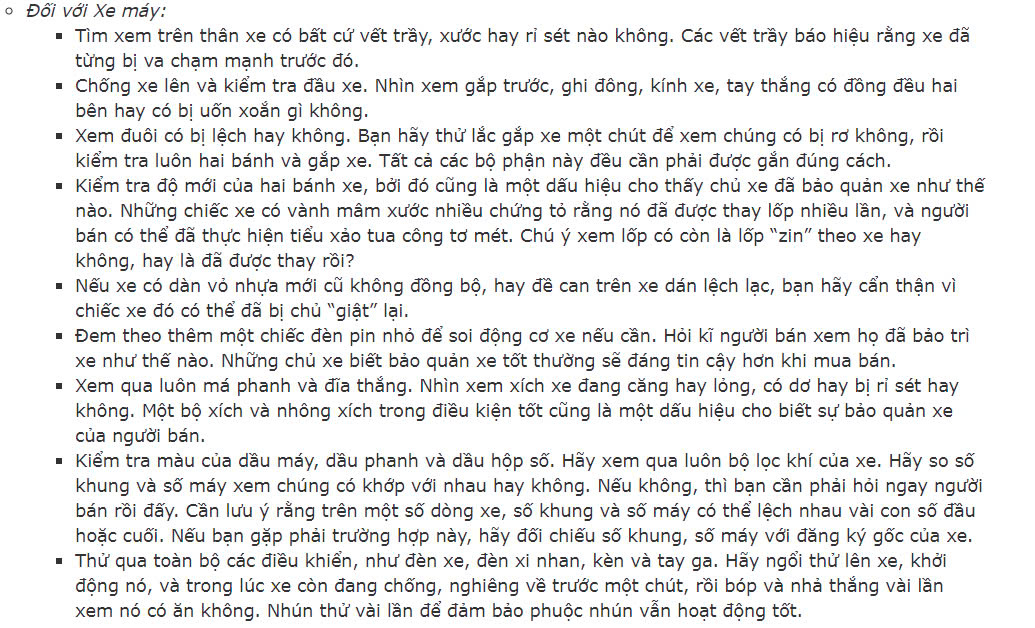 Đối với Xe máy:
Tìm xem trên thân xe có bất cứ vết trầy, xước hay rỉ sét nào không. Các vết trầy báo hiệu rằng xe đã
từng bị va chạm mạnh trước đó.
Chống xe lên và kiểm tra đầu xe. Nhìn xem gắp trước, ghi đông, kính xe, tay thắng có đồng đều hai
bên hay có bị uốn xoắn gì không.
Xem đuôi có bị lệch hay không. Bạn hãy thử lắc gắp xe một chút để xem chúng có bị rơ không, rồi
kiểm tra luôn hai bánh và gắp xe. Tất cả các bộ phận này đều cần phải được gắn đúng cách.
Kiểm tra độ mới của hai bánh xe, bởi đó cũng là một dấu hiệu cho thấy chủ xe đã bảo quản xe như thế
nào. Những chiếc xe có vành mâm xước nhiều chứng tỏ rằng nó đã được thay lốp nhiều lần, và người
bán có thể đã thực hiện tiểu xảo tua công tơ mét. Chú ý xem lốp có còn là lốp “zin” theo xe hay
không, hay là đã được thay rồi?
Nếu xe có dàn vỏ nhựa mới cũ không đồng bộ, hay đề can trên xe dán lệch lạc, bạn hãy cẩn thận vì
chiếc xe đó có thể đã bị chủ “giật” lại.
Đem theo thêm một chiếc đèn pin nhỏ để soi động cơ xe nếu cần. Hỏi kĩ người bán xem họ đã bảo trì
xe như thế nào. Những chủ xe biết bảo quản xe tốt thường sẽ đáng tin cậy hơn khi mua bán.
Xem qua luôn má phanh và đĩa thắng. Nhìn xem xích xe đang căng hay lỏng, có dơ hay bị rỉ sét hay
không. Một bộ xích và nhông xích trong điều kiện tốt cũng là một dấu hiệu cho biết sự bảo quản xe
của người bán.
Kiểm tra màu của dầu máy, dầu phanh và dầu hộp số. Hãy xem qua luôn bộ lọc khí của xe. Hãy so số
khung và số máy xem chúng có khớp với nhau hay không. Nếu không, thì bạn cần phải hỏi ngay người
bán rồi đấy. Cần lưu ý rằng trên một số dòng xe, số khung và số máy có thể lệch nhau vài con số đầu
hoặc cuối. Nếu bạn gặp phải trường hợp này, hãy đối chiếu số khung, số máy với đăng ký gốc của xe.
Thử qua toàn bộ các điều khiển, như đèn xe, đèn xi nhan, kèn và tay ga. Hãy ngồi thử lên xe, khởi
động nó, và trong lúc xe còn đang chống, nghiêng về trước một chút, rồi bóp và nhả thắng vài lần
xem nó có ăn không. Nhún thử vài lần để đảm bảo phuộc nhún vẫn hoạt động tốt.